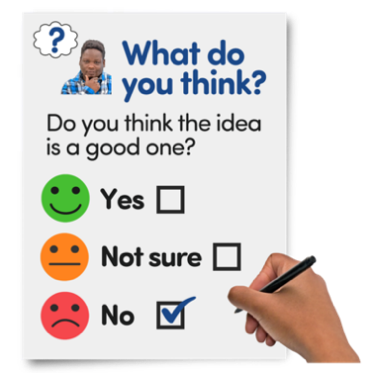 ?
What do
you think?
Do you think the idea
is a good one?
Yes
Not sure
No